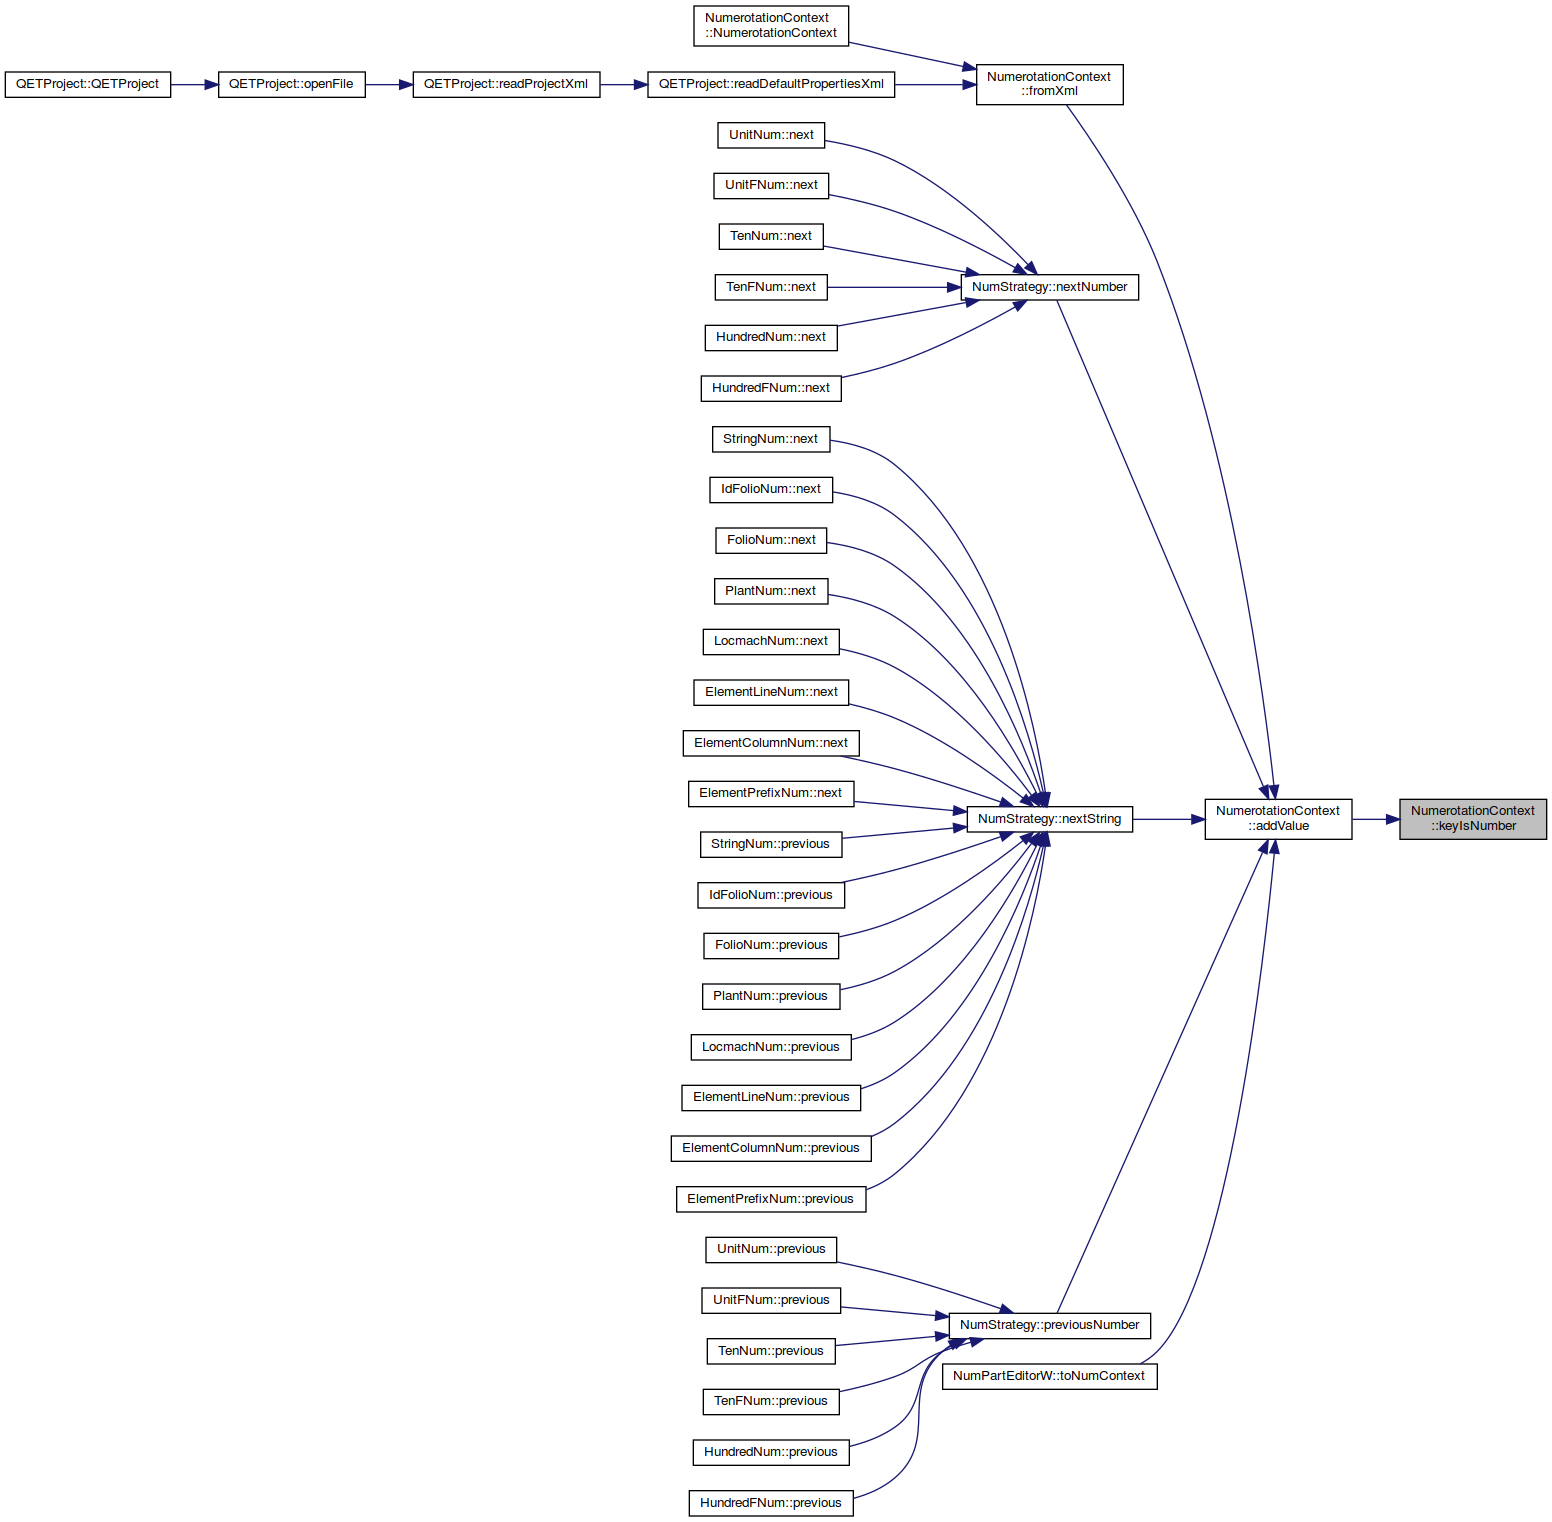 NumerotationContext
::NumerotationContext
QETProject::QETProject
QETProject::openFile
QETProject::readProjectXml
QETProject::readDefaultPropertiesXml
NumerotationContext
::fromXml
UnitNum::next
UnitFNum::next
TenNum::next
TenFNum::next
NumStrategy::nextNumber
HundredNum::next
HundredFNum::next
StringNum::next
IdFolioNum::next
FolioNum::next
PlantNum::next
LocmachNum::next
ElementLineNum::next
ElementColumnNum::next
ElementPrefixNum::next
NumStrategy::nextString
NumerotationContext
::addValue
NumerotationContext
::keyIsNumber
StringNum::previous
IdFolioNum::previous
FolioNum::previous
PlantNum::previous
LocmachNum::previous
ElementLineNum::previous
ElementColumnNum::previous
ElementPrefixNum::previous
UnitNum::previous
UnitFNum::previous
NumStrategy::previousNumber
TenNum::previous
NumPartEditorW::toNumContext
TenFNum::previous
HundredNum::previous
HundredFNum::previous